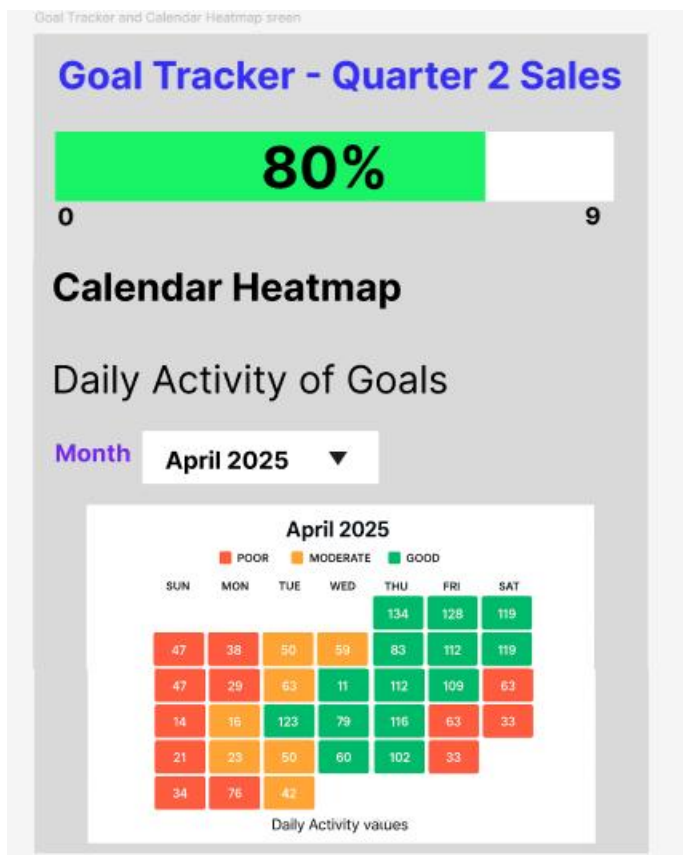 Goal Tracker and Calendar Heatmap sreen
Goal Tracker - Quarter 2 Sales
80%
0 9
Calendar Heatmap
Daily Activity of Goals
Month April 2025 ▼
April 2025
POOR MODERATE GOOD
SUN MON TUE WED THU FRI SAT
134 128 119
47 38 50 59 83 112 119
47 29 63 11 112 109 63
14 16 123 79 116 63 33
21 23 50 60 102 33
34 76 42
Daily Activity values